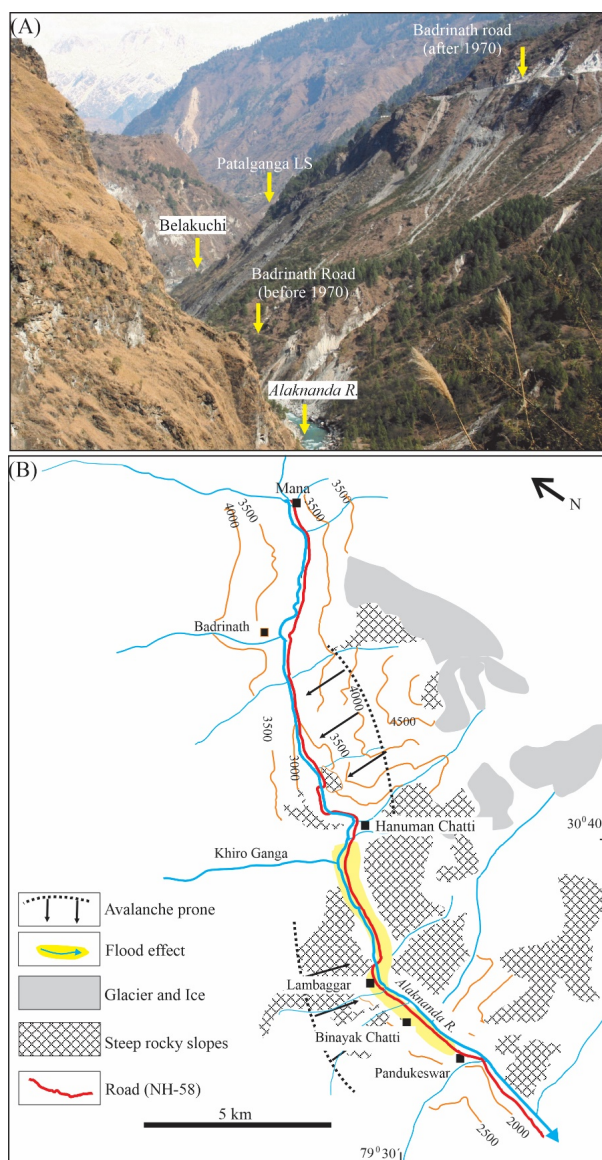 (A)
Badrinath road
(after 1970)
Patalganga LS
Belakuchi
Badrinath Road
(before 1970)
Alaknanda R.
(B)
N
Mana
3500
3500
3500
4000
Badrinath
4000
4500
3500
3500
3000
Hanuman Chatti
30° 40'
Khiro Ganga
Avalanche prone
Flood effect
Lambaggar
Alaknanda R.
Glacier and Ice
Binayak Chatti
Steep rocky slopes
Pandukeswar
Road (NH-58)
2000
2500
5 km
79° 30'